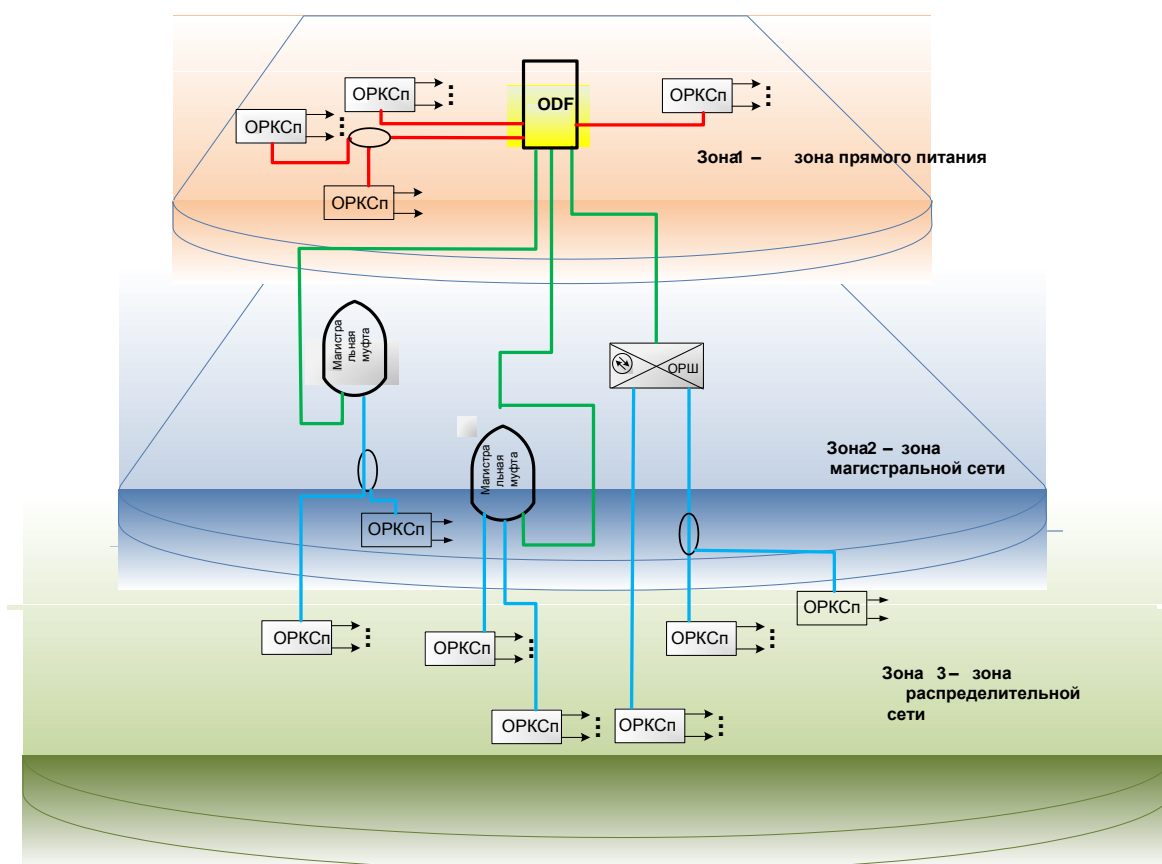 ODF
ОРКСп
ОРКСп
ОРКСп
ОРКСп
Зона1 – зона прямого питания
Магистра
льная
муфта
ОРШ
Магистра
льная
муфта
Зона2 – зона
магистральной сети
ОРКСп
ОРКСп
ОРКСп
ОРКСп
ОРКСп
Зона 3 – зона
распределительной
сети
ОРКСп
ОРКСп